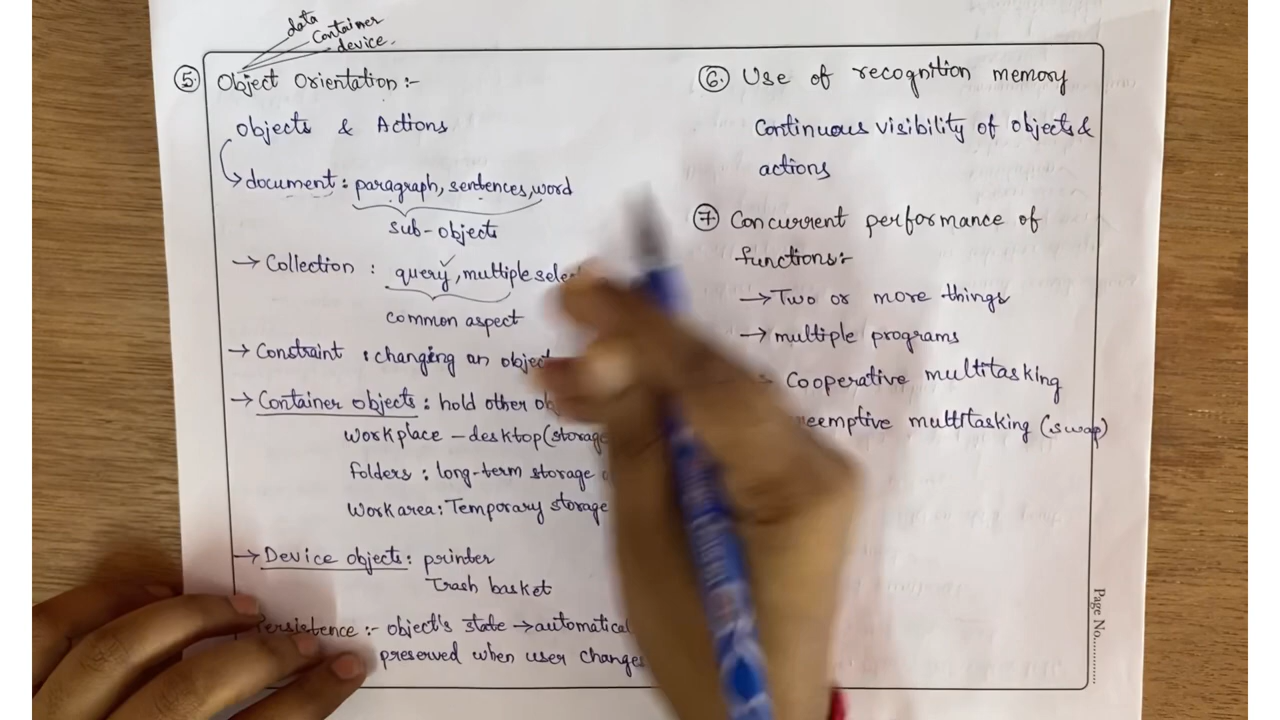 data
Container
device.
⑤ Object Orientation :-
Objects & Actions
→ document : paragraph, sentences, word
sub-objects
→ Collection : query, multiple
common aspect
→ Constraint : changing an object
→ Container objects : hold other
Workplace – desktop (storage
folders : long-term storage
Work area : Temporary storage
→ Device objects : printer
Trash basket
Persistence :- object's state →
preserved when user changes
⑥ Use of recognition memory
Continuous visibility of objects &
actions
⑦ Concurrent performance of
functions :-
→ Two or more things
→ multiple programs
Cooperative multitasking
multitasking (swap)
Page No.............